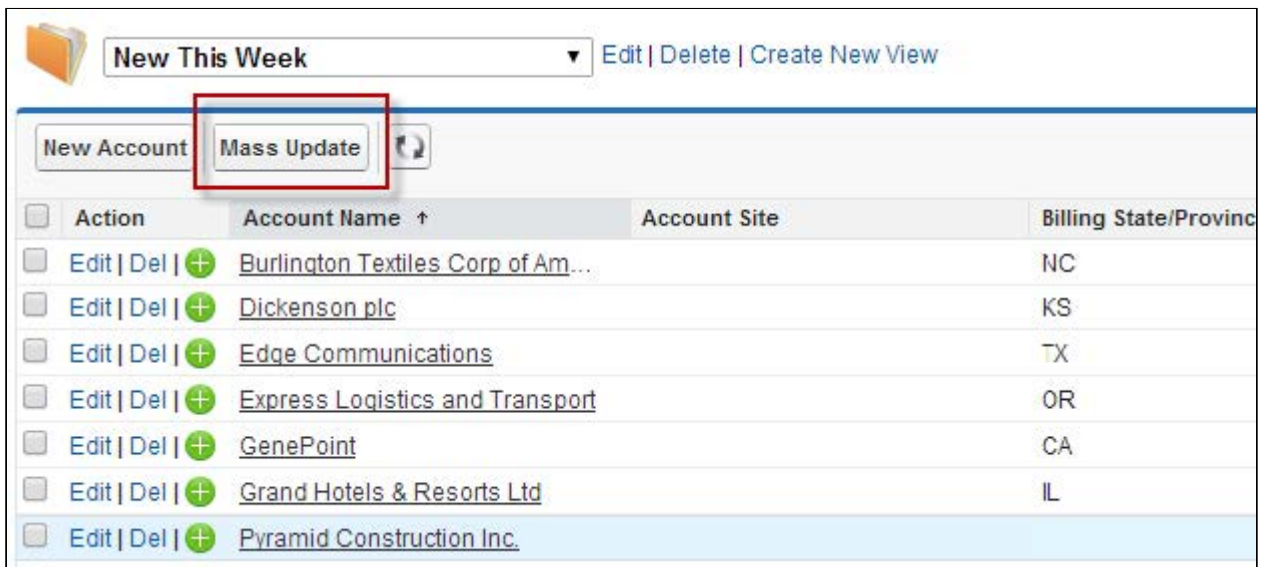 New This Week ▼ Edit | Delete | Create New View
New Account Mass Update
Action Account Name ↑ Account Site Billing State/Provinc
Edit | Del | Burlington Textiles Corp of Am... NC
Edit | Del | Dickenson plc KS
Edit | Del | Edge Communications TX
Edit | Del | Express Logistics and Transport OR
Edit | Del | GenePoint CA
Edit | Del | Grand Hotels & Resorts Ltd IL
Edit | Del | Pyramid Construction Inc.